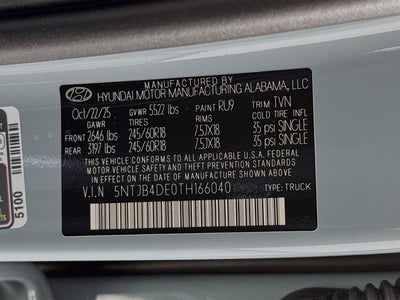 MANUFACTURED BY
HYUNDAI MOTOR MANUFACTURING ALABAMA, LLC
Oct/22/25 GVWR 5522 lbs PAINT RU9 TRIM TVN
GAWR TIRES RIMS COLD TIRE INFL
FRONT 2646 lbs 245/60R18 7.5JX18 35 psi SINGLE
REAR 3197 lbs 245/60R18 7.5JX18 35 psi SINGLE
THIS VEHICLE CONFORMS TO ALL APPLICABLE U.S. FEDERAL
MOTOR VEHICLE SAFETY AND THEFT PREVENTION STANDARDS
IN EFFECT ON THE DATE OF MANUFACTURE SHOWN ABOVE.
V.I.N 5NTJB4DE0TH166040 TYPE: TRUCK
5100